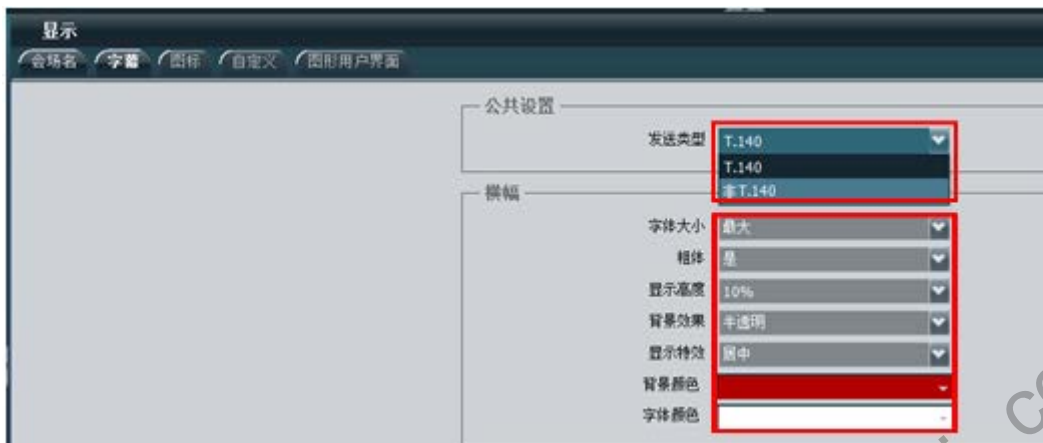 显示
会场名 字幕 图标 自定义 图形用户界面
公共设置
发送类型 T.140
T.140
非T.140
横幅
字体大小 最大
粗体 是
显示高度 10%
背景效果 半透明
显示特效 居中
背景颜色
字体颜色